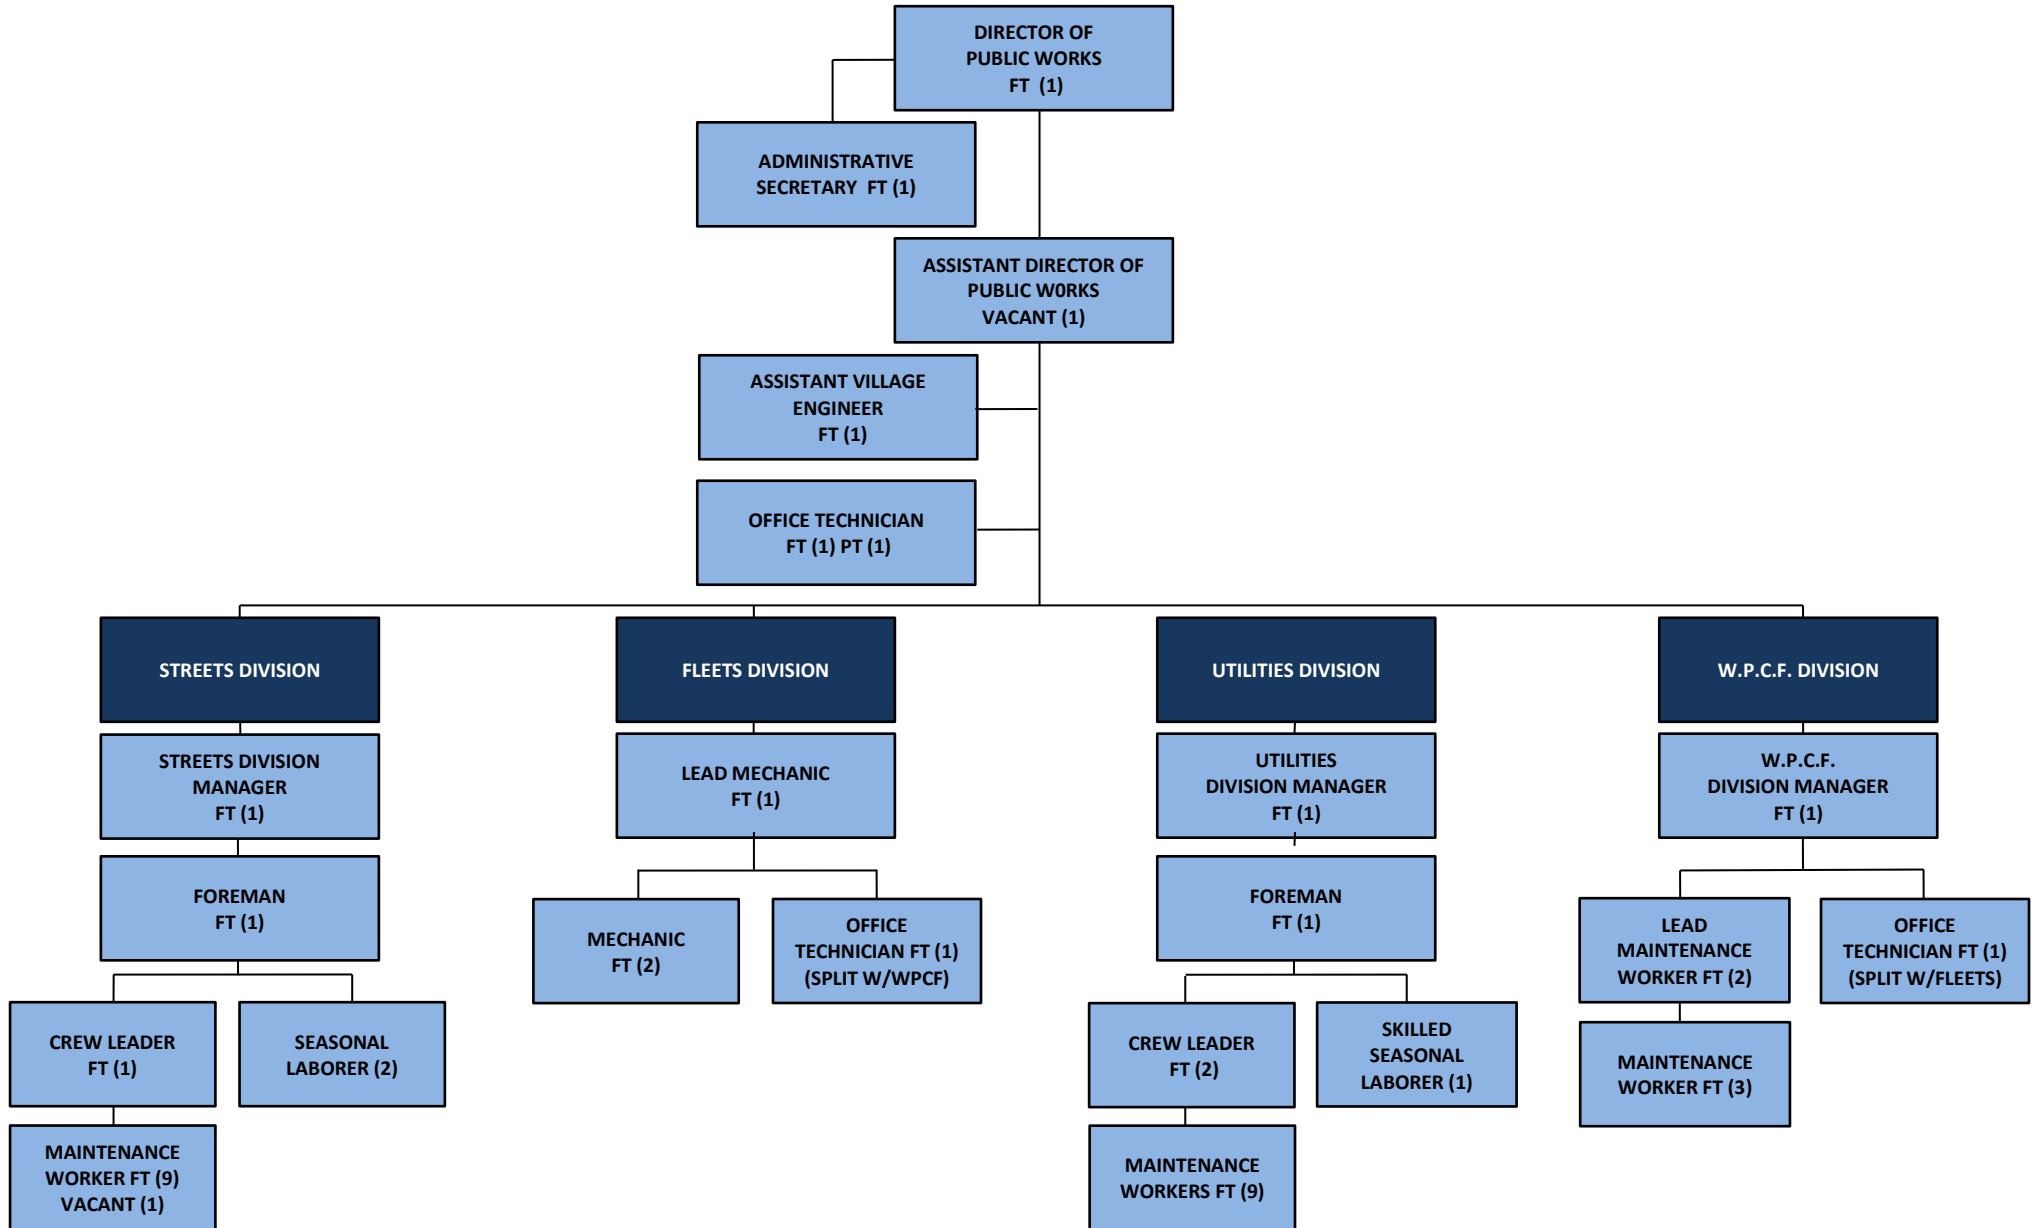 DIRECTOR OF
PUBLIC WORKS
FT (1)
ADMINISTRATIVE
SECRETARY FT (1)
ASSISTANT DIRECTOR OF
PUBLIC W0RKS
VACANT (1)
ASSISTANT VILLAGE
ENGINEER
FT (1)
OFFICE TECHNICIAN
FT (1) PT (1)
STREETS DIVISION
FLEETS DIVISION
UTILITIES DIVISION
W.P.C.F. DIVISION
STREETS DIVISION
MANAGER
FT (1)
LEAD MECHANIC
FT (1)
UTILITIES
DIVISION MANAGER
FT (1)
W.P.C.F.
DIVISION MANAGER
FT (1)
FOREMAN
FT (1)
MECHANIC
FT (2)
OFFICE
TECHNICIAN FT (1)
(SPLIT W/WPCF)
FOREMAN
FT (1)
LEAD
MAINTENANCE
WORKER FT (2)
OFFICE
TECHNICIAN FT (1)
(SPLIT W/FLEETS)
CREW LEADER
FT (1)
SEASONAL
LABORER (2)
CREW LEADER
FT (2)
SKILLED
SEASONAL
LABORER (1)
MAINTENANCE
WORKER FT (3)
MAINTENANCE
WORKER FT (9)
VACANT (1)
MAINTENANCE
WORKERS FT (9)